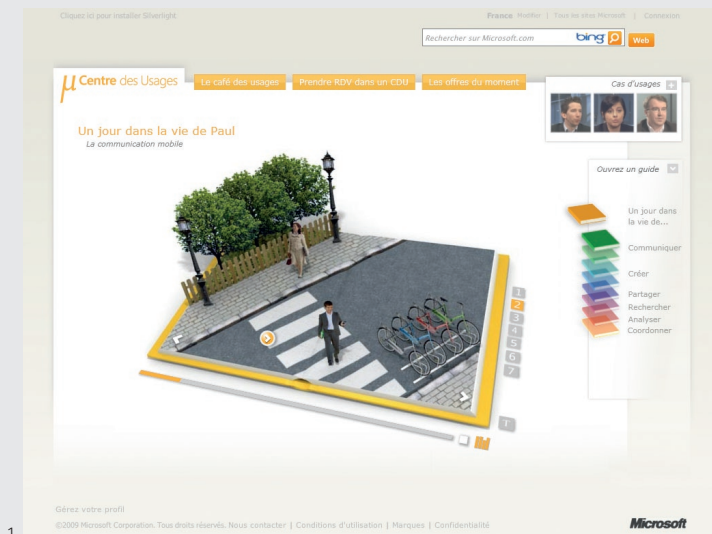 Cliquez ici pour installer Silverlight
France Modifier | Tous les sites Microsoft | Connexion
Rechercher sur Microsoft.com bing Web
µ Centre des Usages Le café des usages Prendre RDV dans un CDU Les offres du moment
Cas d'usages
Un jour dans la vie de Paul
La communication mobile
Ouvrez un guide
Un jour dans
la vie de...
Communiquer
Créer
Partager
Rechercher
Analyser
Coordonner
1
2
3
4
5
6
7
T
Gérez votre profil
©2009 Microsoft Corporation. Tous droits réservés. Nous contacter | Conditions d'utilisation | Marques | Confidentialité
Microsoft
1